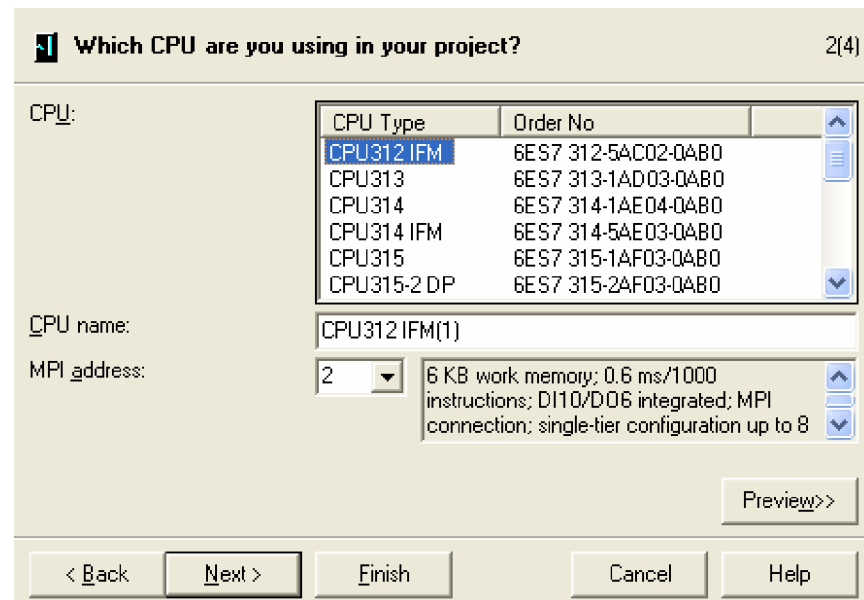 Which CPU are you using in your project? 2(4)
CPU:
CPU Type Order No
CPU312 IFM 6ES7 312-5AC02-0AB0
CPU313 6ES7 313-1AD03-0AB0
CPU314 6ES7 314-1AE04-0AB0
CPU314 IFM 6ES7 314-5AE03-0AB0
CPU315 6ES7 315-1AF03-0AB0
CPU315-2 DP 6ES7 315-2AF03-0AB0
CPU name: CPU312 IFM(1)
MPI address: 2
6 KB work memory; 0.6 ms/1000
instructions; DI10/DO6 integrated; MPI
connection; single-tier configuration up to 8
Preview>>
< Back Next > Finish Cancel Help